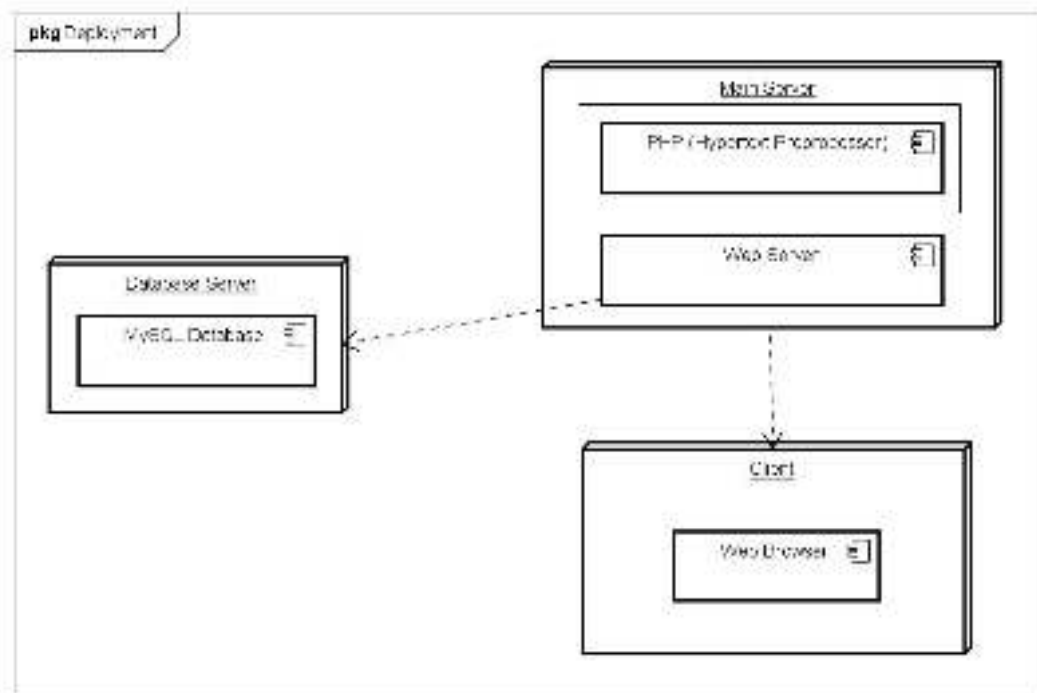 pkg Deployment
Main Server
PHP (Hypertext Preprocessor)
Web Server
Database Server
MySQL Database
Client
Web Browser